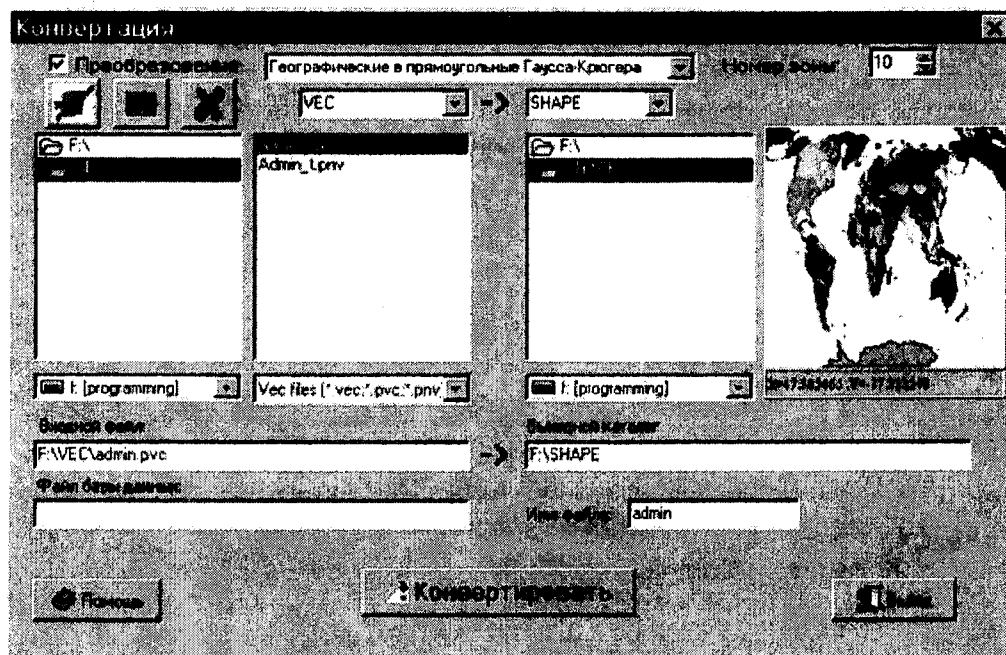 Конвертация
Преобразование: Географические в прямоугольные Гаусса-Крюгера Номер зоны: 10
VEC -> SHAPE
F:\ F:\
Admin_t.pnv
f: [programming] Vec files (*.vec;*.pvc;*.pnv) f: [programming]
Входной файл: Выходной каталог:
F:\VEC\admin.pvc -> F:\SHAPE
Файл базы данных:
Имя файла: admin
Помощь Конвертировать Выход